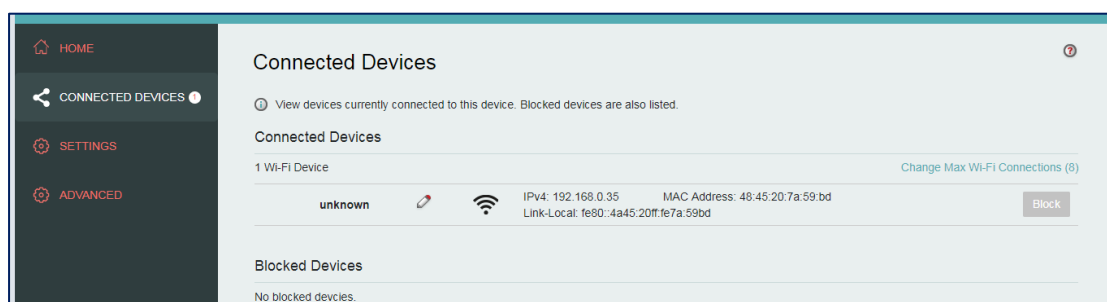 HOME
CONNECTED DEVICES 1
SETTINGS
ADVANCED
Connected Devices
View devices currently connected to this device. Blocked devices are also listed.
Connected Devices
1 Wi-Fi Device Change Max Wi-Fi Connections (8)
unknown IPv4: 192.168.0.35 MAC Address: 48:45:20:7a:59:bd Block
Link-Local: fe80::4a45:20ff:fe7a:59bd
Blocked Devices
No blocked devcies.